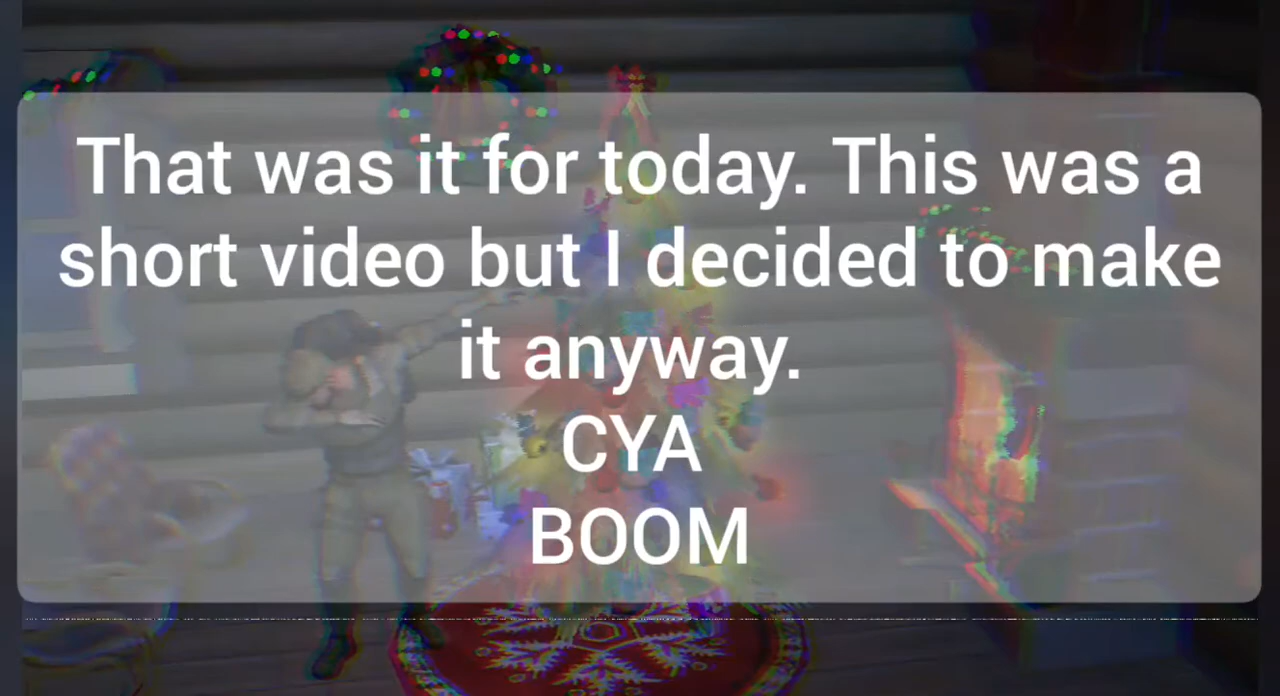 That was it for today. This was a
short video but I decided to make
it anyway.
CYA
BOOM